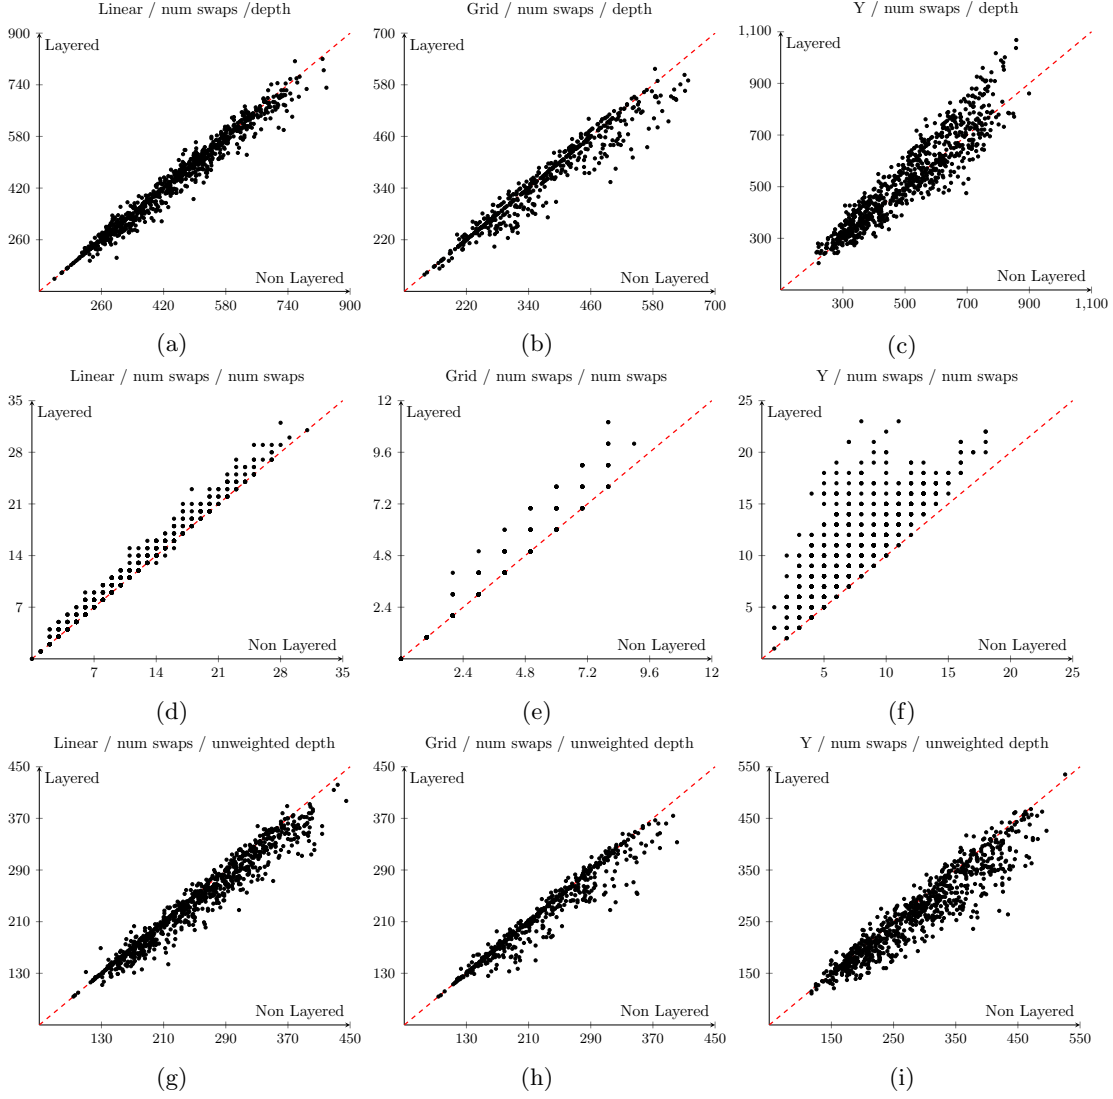 Linear / num swaps /depth
900
Layered
740
580
420
260
Non Layered
260 420 580 740 900
(a)
Grid / num swaps / depth
700
Layered
580
460
340
220
Non Layered
220 340 460 580 700
(b)
Y / num swaps / depth
1,100
Layered
900
700
500
300
Non Layered
300 500 700 900 1,100
(c)
Linear / num swaps / num swaps
35
Layered
28
21
14
7
Non Layered
7 14 21 28 35
(d)
Grid / num swaps / num swaps
12
Layered
9.6
7.2
4.8
2.4
Non Layered
2.4 4.8 7.2 9.6 12
(e)
Y / num swaps / num swaps
25
Layered
20
15
10
5
Non Layered
5 10 15 20 25
(f)
Linear / num swaps / unweighted depth
450
Layered
370
290
210
130
Non Layered
130 210 290 370 450
(g)
Grid / num swaps / unweighted depth
450
Layered
370
290
210
130
Non Layered
130 210 290 370 450
(h)
Y / num swaps / unweighted depth
550
Layered
450
350
250
150
Non Layered
150 250 350 450 550
(i)